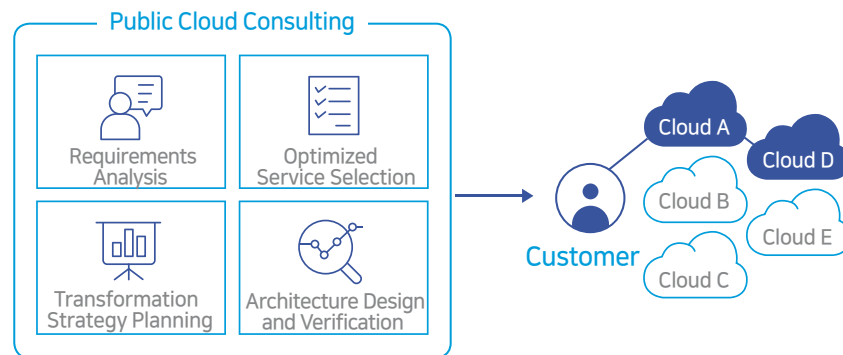 Public Cloud Consulting
Requirements
Analysis
Optimized
Service Selection
Transformation
Strategy Planning
Architecture Design
and Verification
Customer
Cloud A
Cloud D
Cloud B
Cloud E
Cloud C